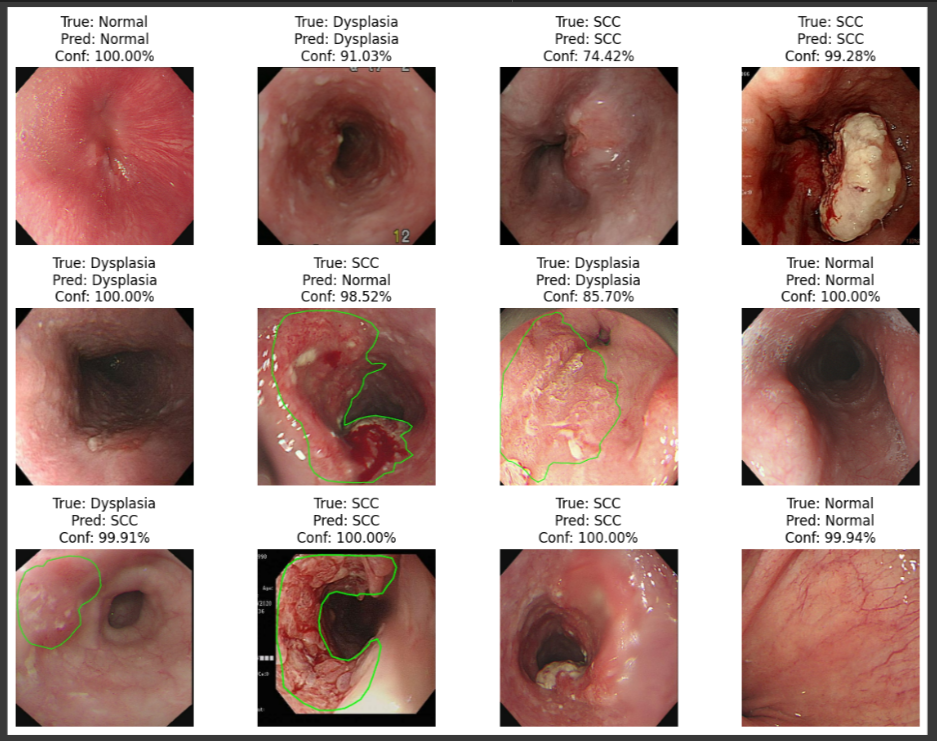 True: Normal
Pred: Normal
Conf: 100.00%
True: Dysplasia
Pred: Dysplasia
Conf: 91.03%
True: SCC
Pred: SCC
Conf: 74.42%
True: SCC
Pred: SCC
Conf: 99.28%
12
True: Dysplasia
Pred: Dysplasia
Conf: 100.00%
True: SCC
Pred: Normal
Conf: 98.52%
True: Dysplasia
Pred: Dysplasia
Conf: 85.70%
True: Normal
Pred: Normal
Conf: 100.00%
True: Dysplasia
Pred: SCC
Conf: 99.91%
True: SCC
Pred: SCC
Conf: 100.00%
True: SCC
Pred: SCC
Conf: 100.00%
True: Normal
Pred: Normal
Conf: 99.94%